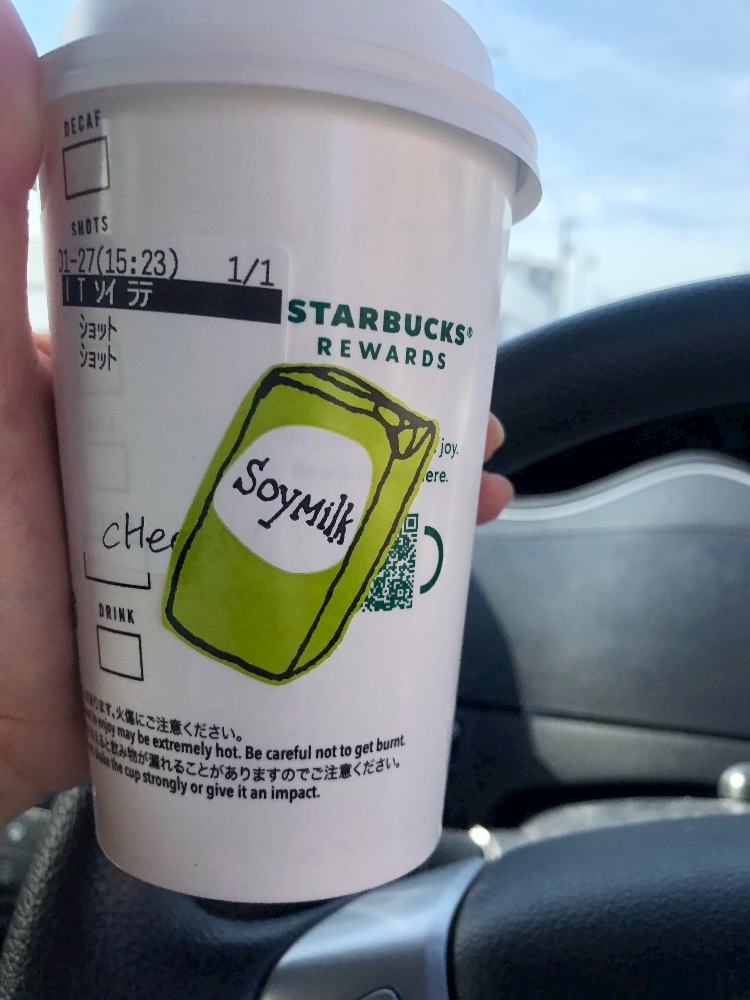 DECAF
SHOTS
01-27(15:23) 1/1
T ソイ ラテ
ショット
ショット
STARBUCKS®
REWARDS
joy.
SoyMilk
DRINK
あります。火傷にご注意ください。
enjoy may be extremely hot. Be careful not to get burnt.
と飲み物が漏れることがありますのでご注意ください。
the cup strongly or give it an impact.